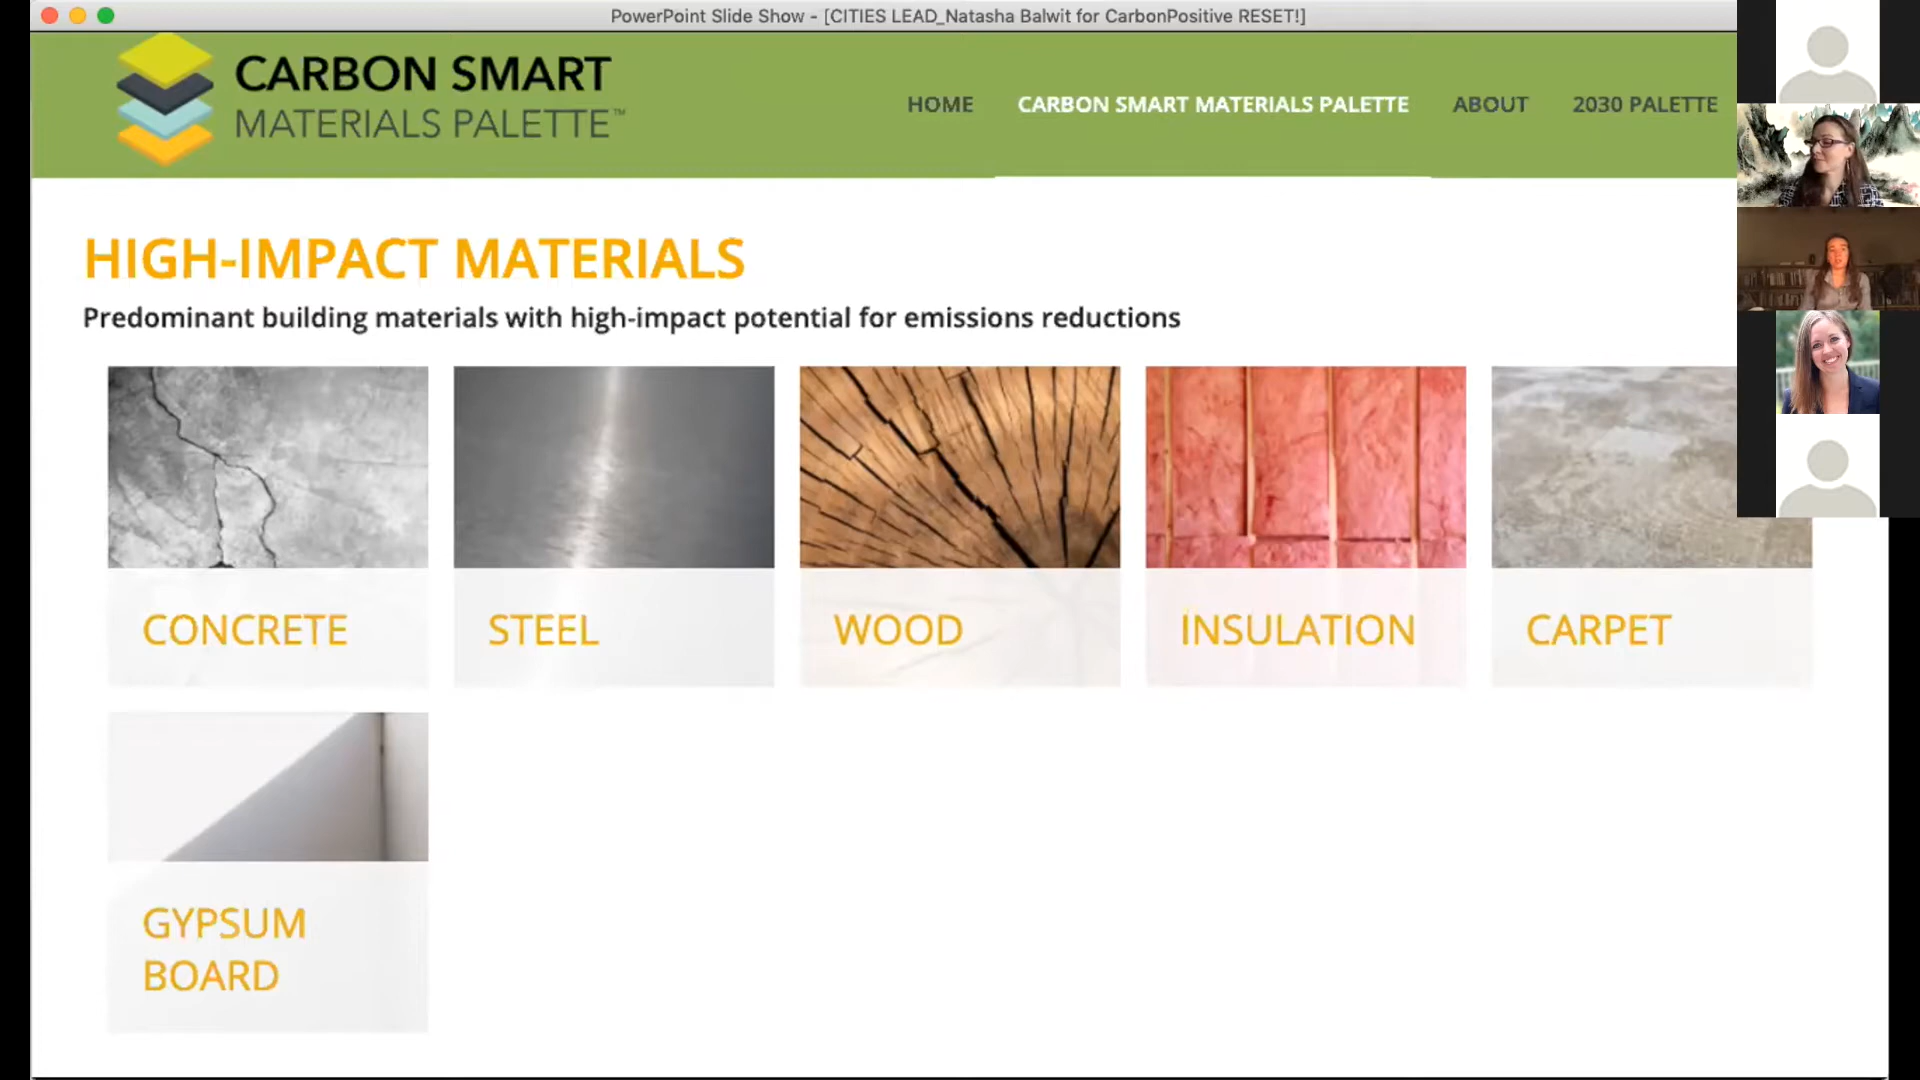 PowerPoint Slide Show - [CITIES LEAD_Natasha Balwit for CarbonPositive RESET!]
CARBON SMART
MATERIALS PALETTE™
HOME
CARBON SMART MATERIALS PALETTE
ABOUT
2030 PALETTE
HIGH-IMPACT MATERIALS
Predominant building materials with high-impact potential for emissions reductions
CONCRETE
STEEL
WOOD
INSULATION
CARPET
GYPSUM
BOARD